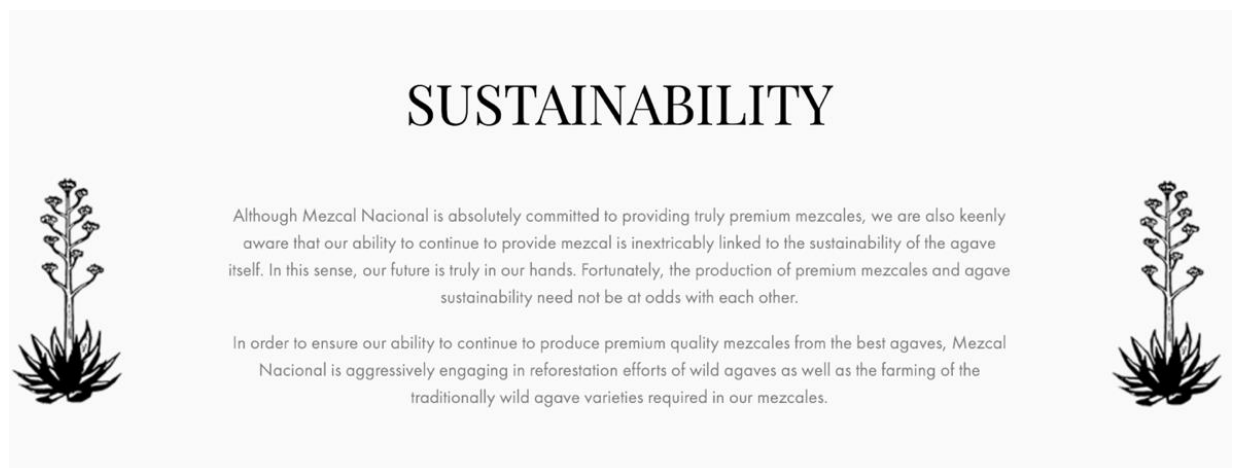 SUSTAINABILITY
Although Mezcal Nacional is absolutely committed to providing truly premium mezcales, we are also keenly
aware that our ability to continue to provide mezcal is inextricably linked to the sustainability of the agave
itself. In this sense, our future is truly in our hands. Fortunately, the production of premium mezcales and agave
sustainability need not be at odds with each other.
In order to ensure our ability to continue to produce premium quality mezcales from the best agaves, Mezcal
Nacional is aggressively engaging in reforestation efforts of wild agaves as well as the farming of the
traditionally wild agave varieties required in our mezcales.